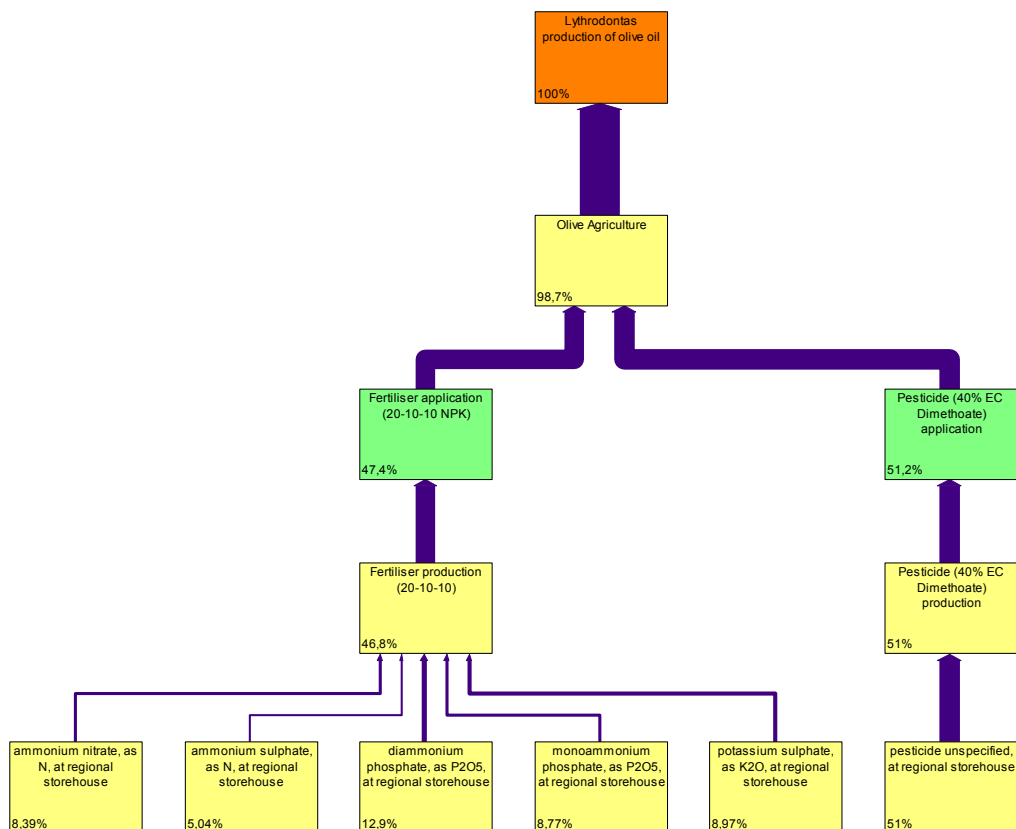 Lythrodontas
production of olive oil
100%
Olive Agriculture
98,7%
Fertiliser application
(20-10-10 NPK)
47,4%
Pesticide (40% EC
Dimethoate)
application
51,2%
Fertiliser production
(20-10-10)
46,8%
Pesticide (40% EC
Dimethoate)
production
51%
ammonium nitrate, as
N, at regional
storehouse
8,39%
ammonium sulphate,
as N, at regional
storehouse
5,04%
diammonium
phosphate, as P2O5,
at regional storehouse
12,9%
monoammonium
phosphate, as P2O5,
at regional storehouse
8,77%
potassium sulphate,
as K2O, at regional
storehouse
8,97%
pesticide unspecified,
at regional storehouse
51%